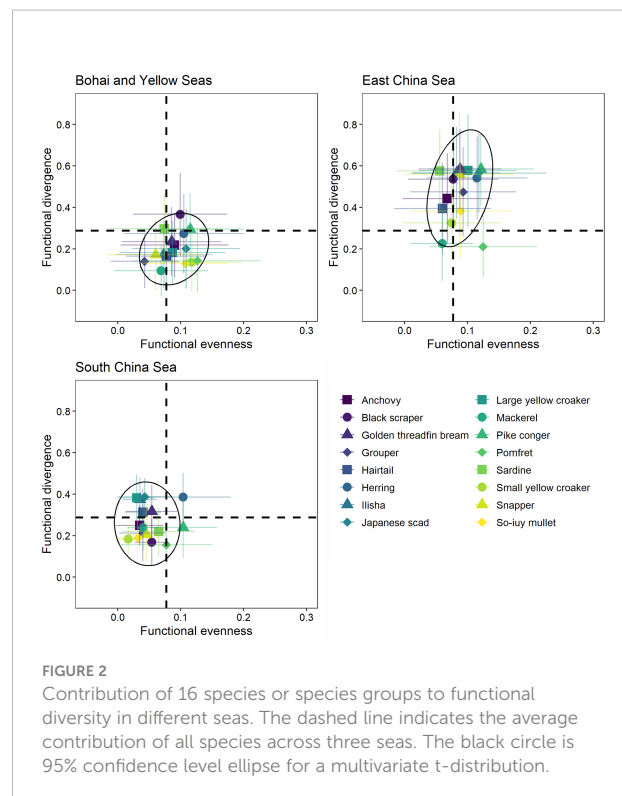 Bohai and Yellow Seas
Functional divergence
0.8
0.6
0.4
0.2
0.0
0.0 0.1 0.2 0.3
Functional evenness
East China Sea
Functional divergence
0.8
0.6
0.4
0.2
0.0
0.0 0.1 0.2 0.3
Functional evenness
South China Sea
Functional divergence
0.8
0.6
0.4
0.2
0.0
0.0 0.1 0.2 0.3
Functional evenness
Anchovy
Black scraper
Golden threadfin bream
Grouper
Hairtail
Herring
Ilisha
Japanese scad
Large yellow croaker
Mackerel
Pike conger
Pomfret
Sardine
Small yellow croaker
Snapper
So-iuy mullet
FIGURE 2
Contribution of 16 species or species groups to functional
diversity in different seas. The dashed line indicates the average
contribution of all species across three seas. The black circle is
95% confidence level ellipse for a multivariate t-distribution.